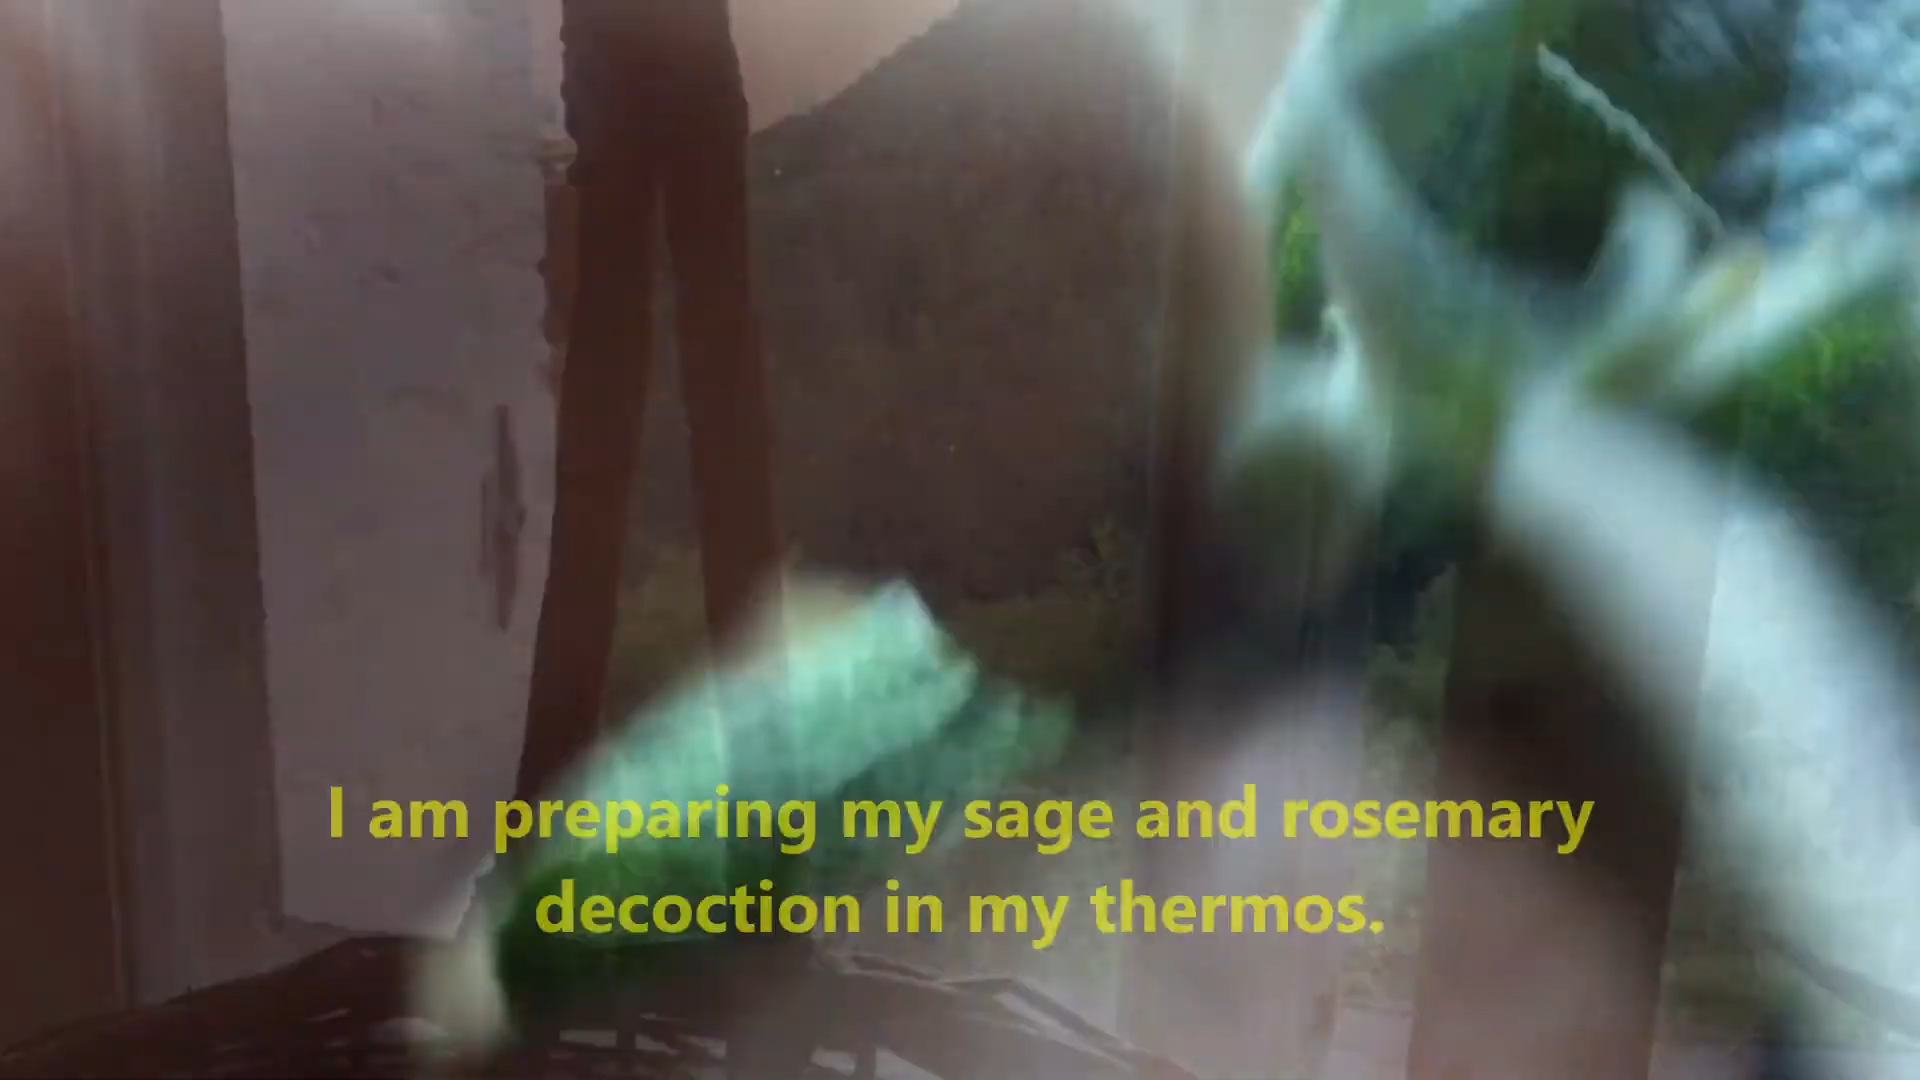 I am preparing my sage and rosemary
decoction in my thermos.